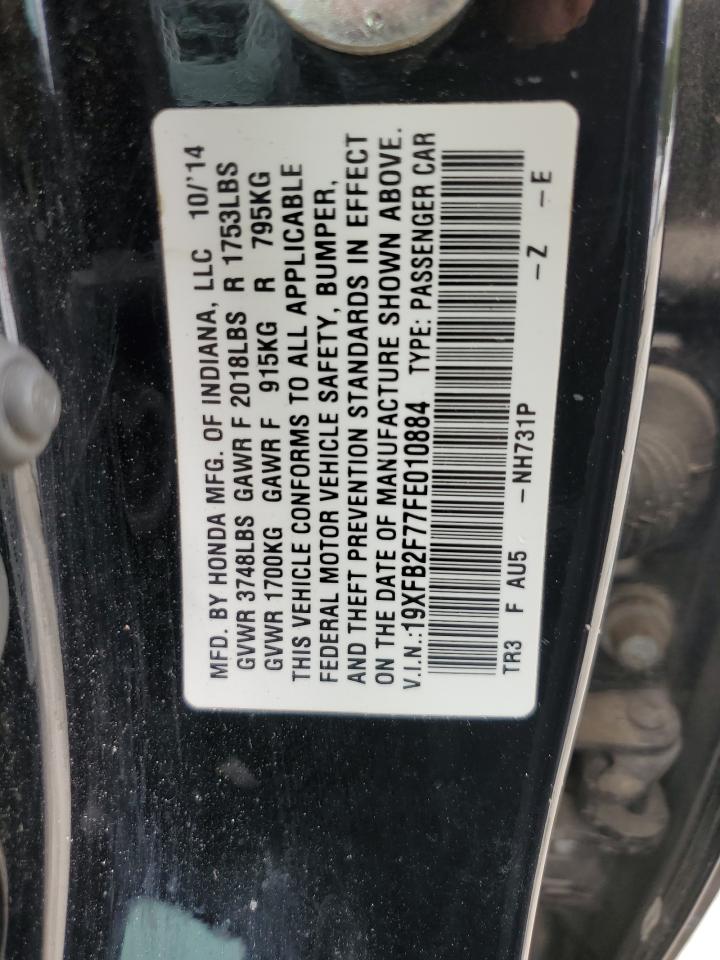 MFD. BY HONDA MFG. OF INDIANA, LLC 10/'14
GVWR 3748LBS GAWR F 2018LBS R 1753LBS
GVWR 1700KG GAWR F 915KG R 795KG
THIS VEHICLE CONFORMS TO ALL APPLICABLE
FEDERAL MOTOR VEHICLE SAFETY, BUMPER,
AND THEFT PREVENTION STANDARDS IN EFFECT
ON THE DATE OF MANUFACTURE SHOWN ABOVE.
V.I.N.:19XFB2F77FE010884 TYPE: PASSENGER CAR
TR3 F AU5 -NH731P -Z -E